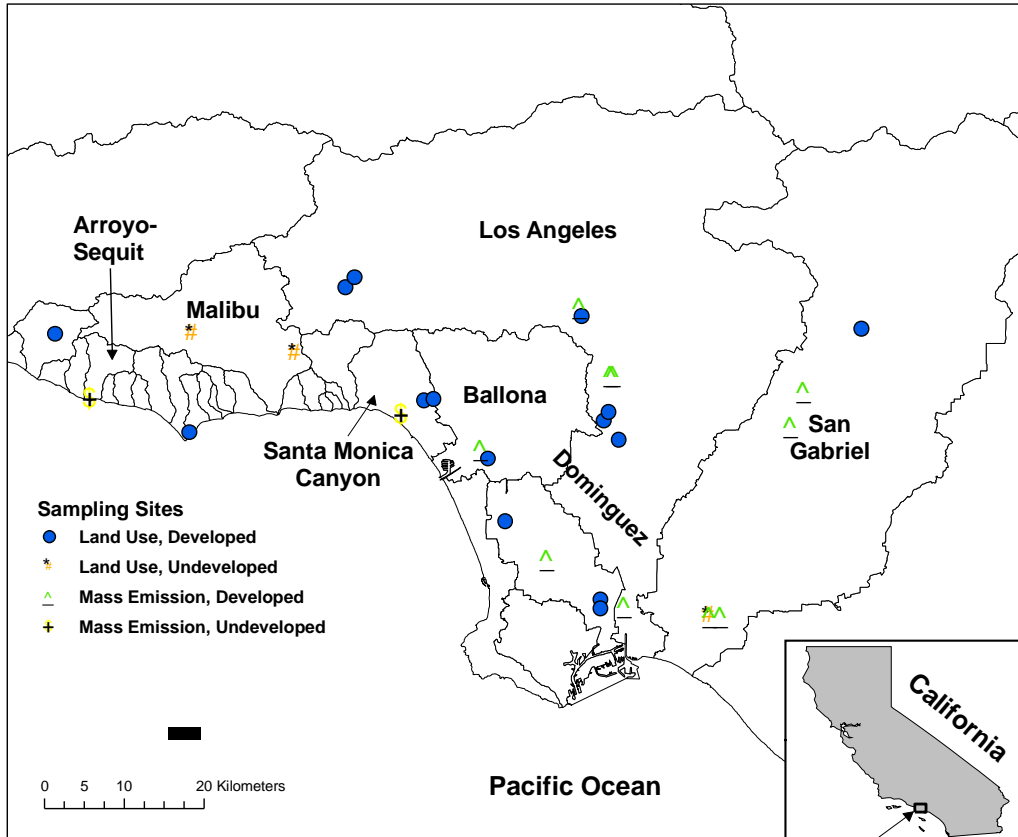 Arroyo-
Sequit
Los Angeles
Malibu
Ballona
San
Gabriel
Santa Monica
Canyon
Dominguez
Sampling Sites
Land Use, Developed
Land Use, Undeveloped
Mass Emission, Developed
Mass Emission, Undeveloped
0 5 10 20 Kilometers
Pacific Ocean
California